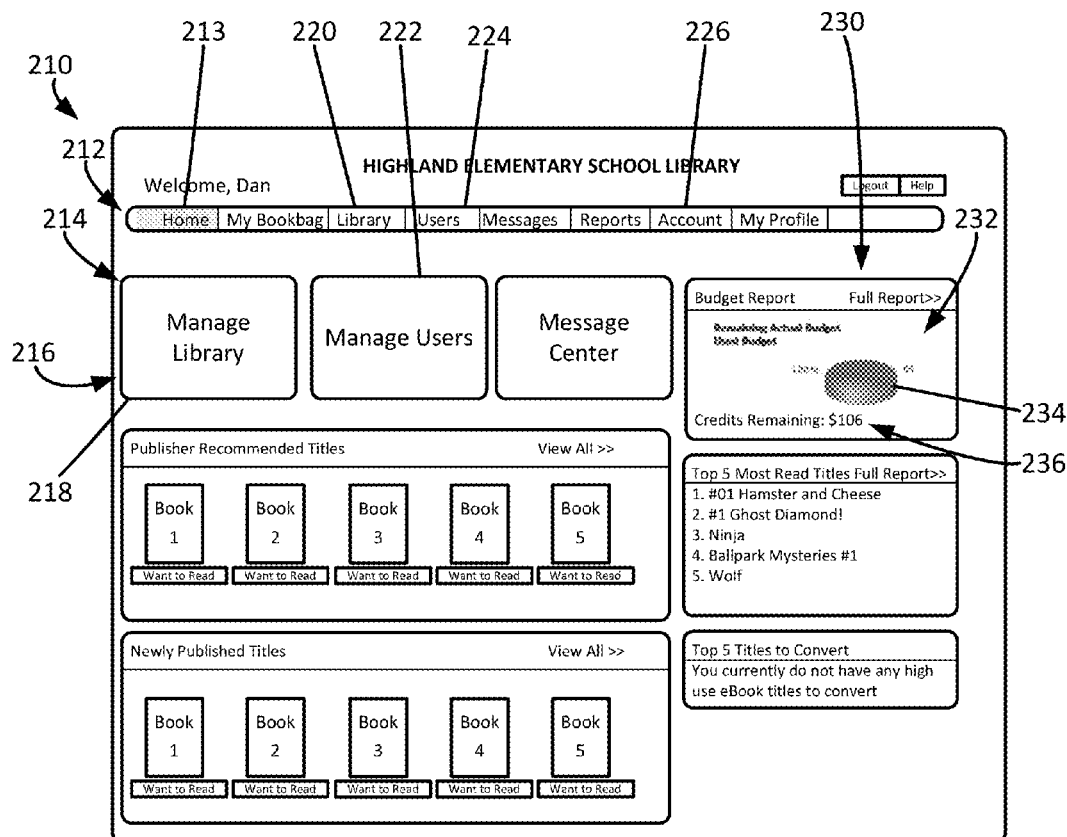 213 220 222 224 226 230
210
212
HIGHLAND ELEMENTARY SCHOOL LIBRARY
Welcome, Dan
Logout Help
Home My Bookbag Library Users Messages Reports Account My Profile
214
232
Manage
Library
Manage Users
Message
Center
216
218
Budget Report Full Report>>
Remaining Actual Budget
Used Budget
Credits Remaining: $106
234
236
Publisher Recommended Titles View All >>
Book Book Book Book Book
1 2 3 4 5
Want to Read Want to Read Want to Read Want to Read Want to Read
Top 5 Most Read Titles Full Report>>
1. #01 Hamster and Cheese
2. #1 Ghost Diamond!
3. Ninja
4. Ballpark Mysteries #1
5. Wolf
Newly Published Titles View All >>
Book Book Book Book Book
1 2 3 4 5
Want to Read Want to Read Want to Read Want to Read Want to Read
Top 5 Titles to Convert
You currently do not have any high
use eBook titles to convert